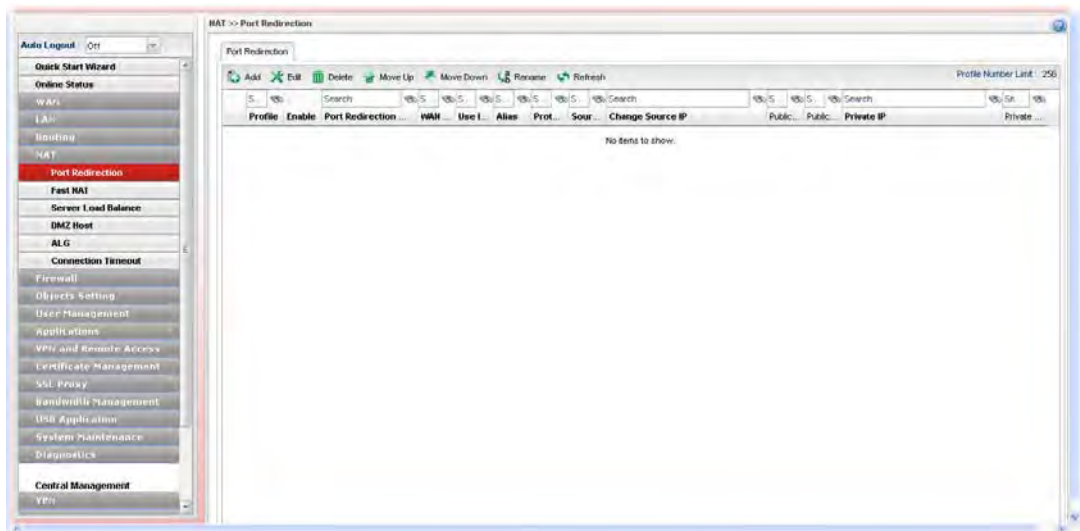 NAT >> Port Redirection
Auto Logout Off
Quick Start Wizard
Online Status
WAN
LAN
Routing
NAT
Port Redirection
Fast NAT
Server Load Balance
DMZ Host
ALG
Connection Timeout
Firewall
Objects Setting
User Management
Applications
VPN and Remote Access
Certificate Management
SSL Proxy
Bandwidth Management
USB Application
System Maintenance
Diagnostics
Central Management
VPN
Port Redirection
Add Edit Delete Move Up Move Down Rename Refresh Profile Number Limit : 256
S... Search S... S... S... S... Search S... S... Search Se...
Profile Enable Port Redirection ... WAN ... Use I... Alias Prot... Sour... Change Source IP Public... Public... Private IP Private ...
No items to show.